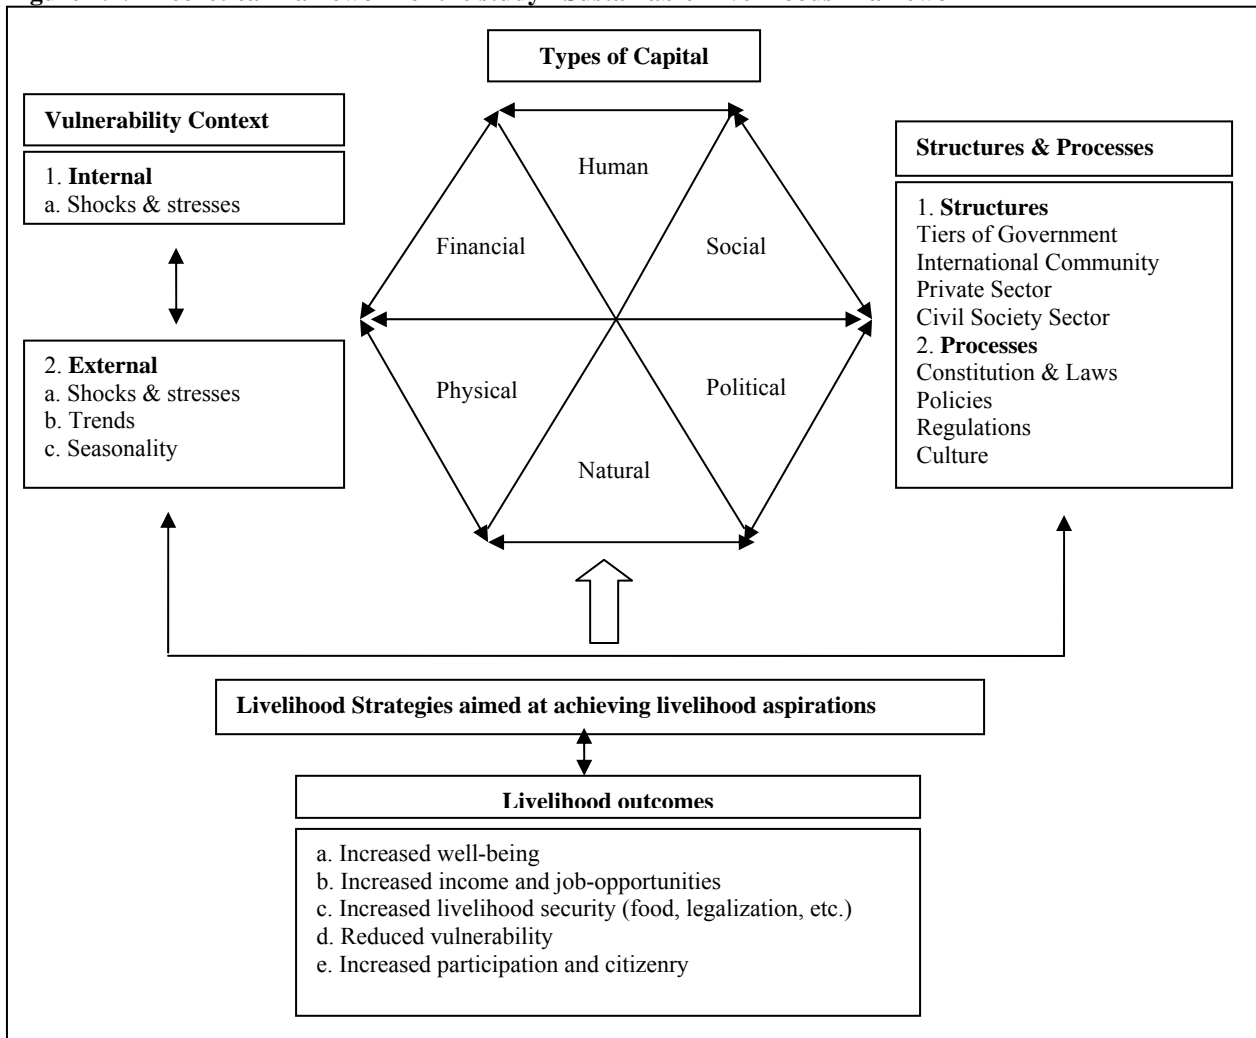 Types of Capital
Vulnerability Context
1. Internal
a. Shocks & stresses
2. External
a. Shocks & stresses
b. Trends
c. Seasonality
Human
Financial
Social
Physical
Political
Natural
Structures & Processes
1. Structures
Tiers of Government
International Community
Private Sector
Civil Society Sector
2. Processes
Constitution & Laws
Policies
Regulations
Culture
Livelihood Strategies aimed at achieving livelihood aspirations
Livelihood outcomes
a. Increased well-being
b. Increased income and job-opportunities
c. Increased livelihood security (food, legalization, etc.)
d. Reduced vulnerability
e. Increased participation and citizenry